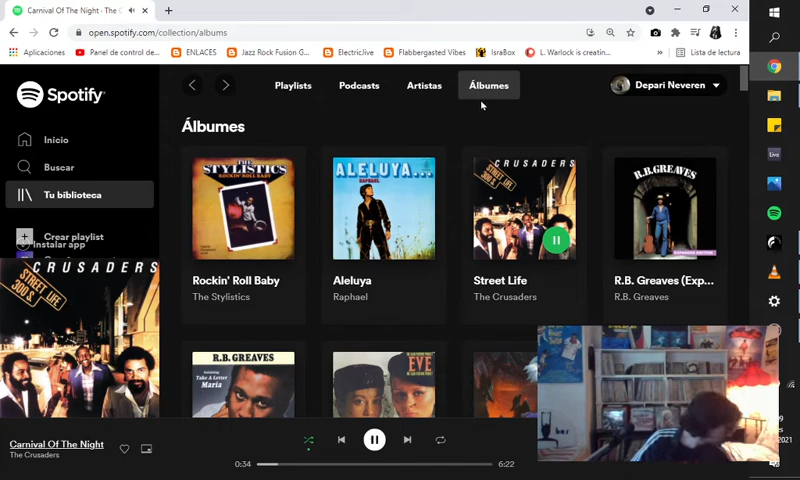 Carnival Of The Night · The C
open.spotify.com/collection/albums
Aplicaciones
Panel de control de...
ENLACES
Jazz Rock Fusion G...
ElectricJive
Flabbergasted Vibes
IsraBox
L. Warlock is creatin...
Lista de lectura
Spotify
Playlists
Podcasts
Artistas
Álbumes
Depari Neveren
Inicio
Buscar
Tu biblioteca
Crear playlist
Instalar app
Álbumes
THE STYLISTICS
ROCKIN' ROLL BABY
ALELUYA...
RAPHAEL
CRUSADERS
STREET LIFE
300 S.
R.B. GREAVES
Rockin' Roll Baby
The Stylistics
Aleluya
Raphael
Street Life
The Crusaders
R.B. Greaves (Exp...
R.B. Greaves
CRUSADERS
STREET LIFE
300 S.
R.B. GREAVES
Take A Letter
Maria
EVE
Live
Carnival Of The Night
The Crusaders
0:34
6:22
2021